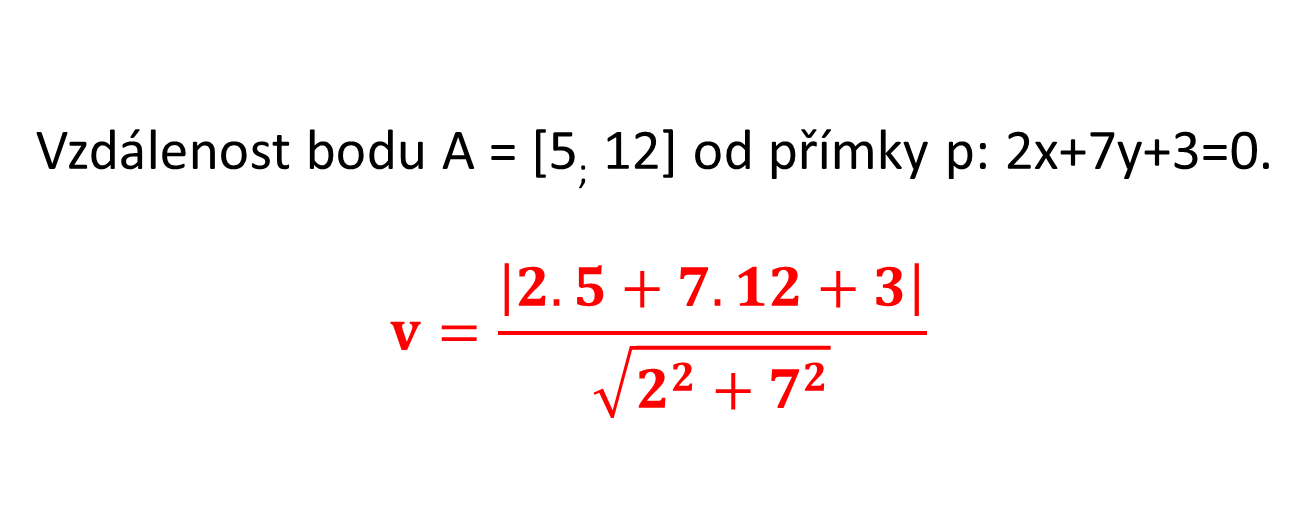 Vzdálenost bodu A = [5; 12] od přímky p: 2x+7y+3=0.
v = |2. 5 + 7. 12 + 3| / √(2² + 7²)